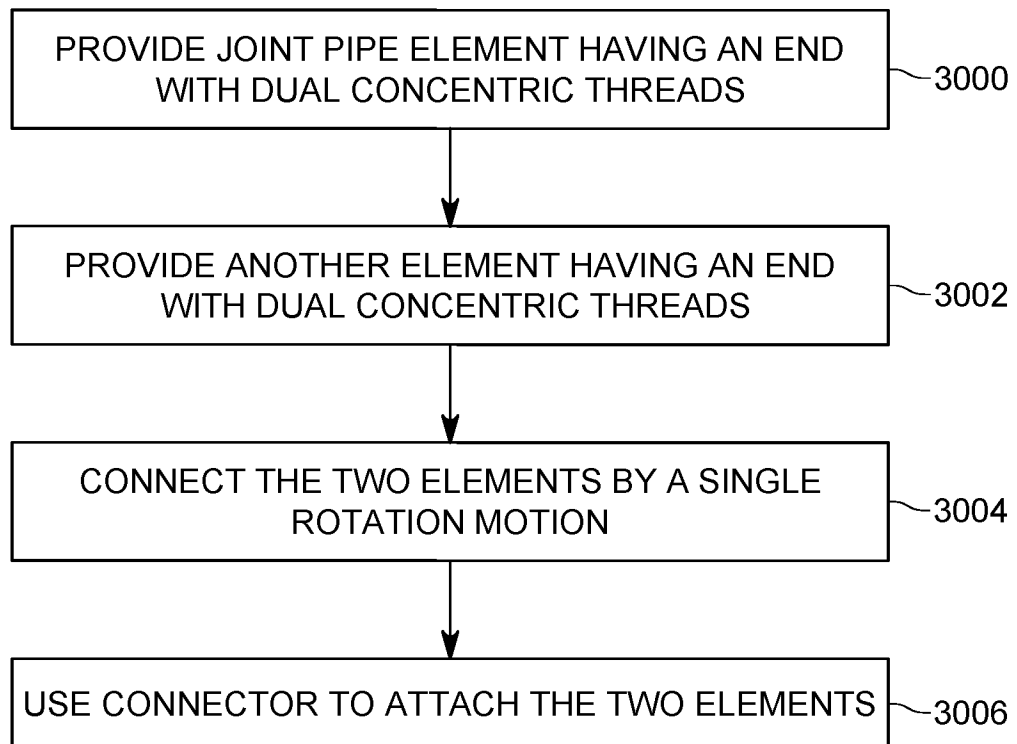 PROVIDE JOINT PIPE ELEMENT HAVING AN END
WITH DUAL CONCENTRIC THREADS
3000
PROVIDE ANOTHER ELEMENT HAVING AN END
WITH DUAL CONCENTRIC THREADS
3002
CONNECT THE TWO ELEMENTS BY A SINGLE
ROTATION MOTION
3004
USE CONNECTOR TO ATTACH THE TWO ELEMENTS
3006